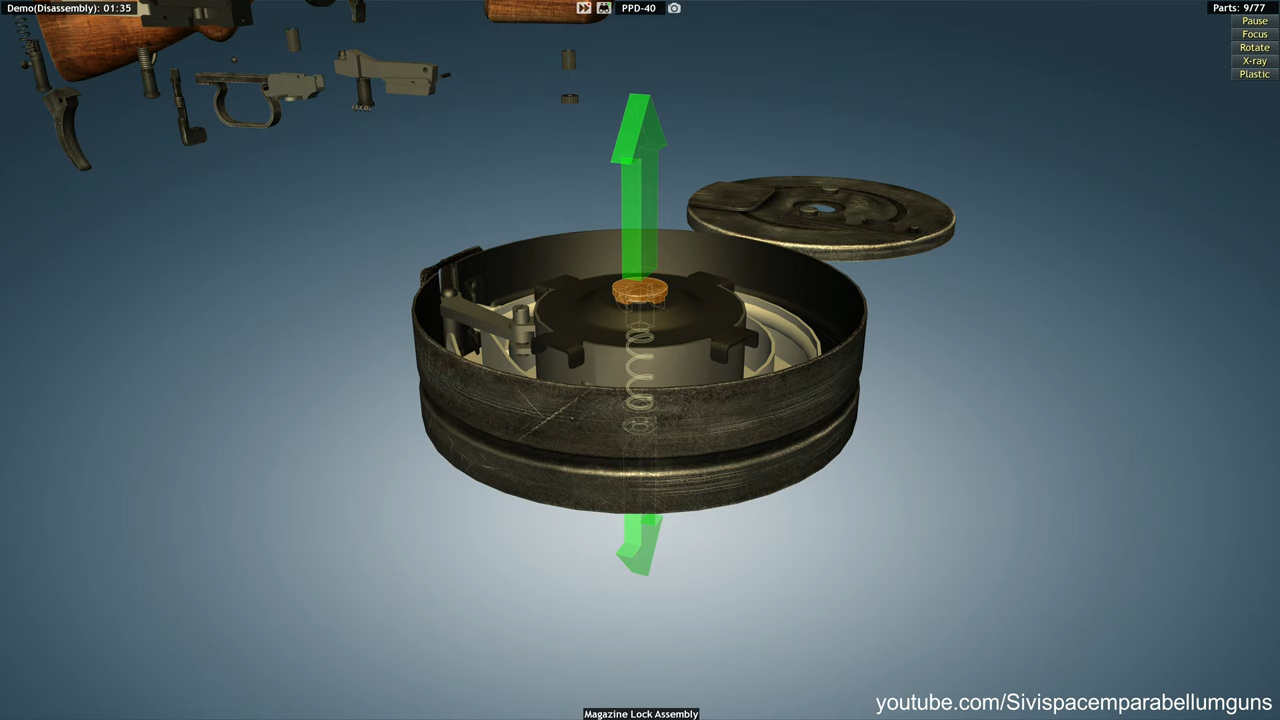 Demo(Disassembly): 01:35
PPD-40
Parts: 9/77
Pause
Focus
Rotate
X-ray
Plastic
youtube.com/Sivispacemparabellumguns
Magazine Lock Assembly